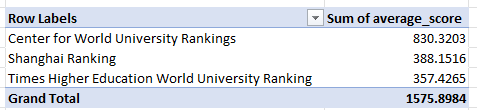 Row Labels Sum of average_score
Center for World University Rankings 830.3203
Shanghai Ranking 388.1516
Times Higher Education World University Ranking 357.4265
Grand Total 1575.8984